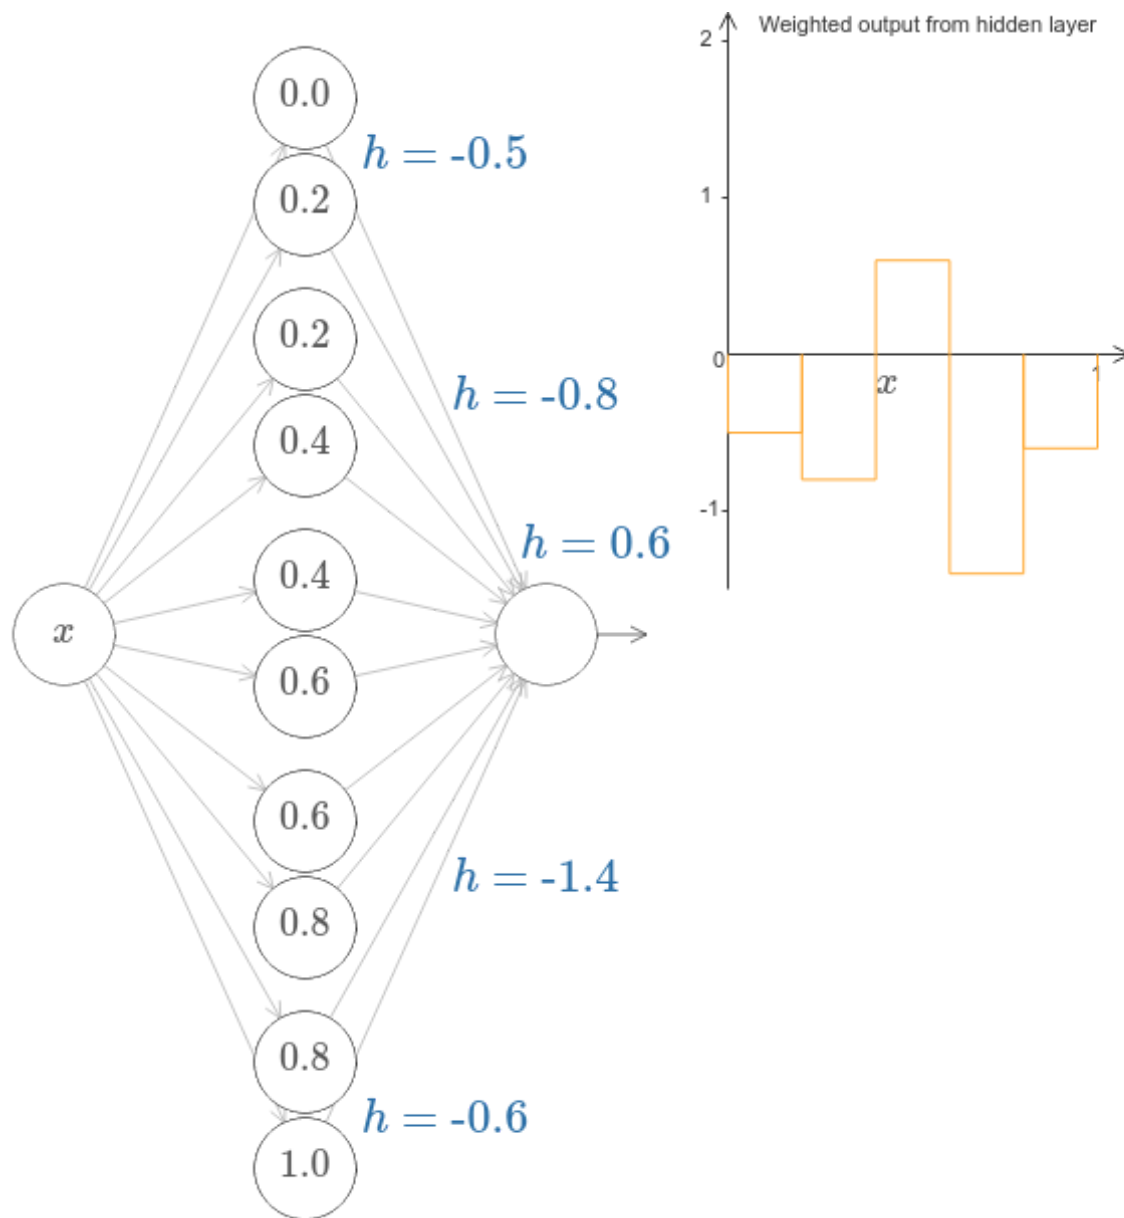 0.0
h = -0.5
0.2
0.2
h = -0.8
0.4
h = 0.6
0.4
x
0.6
0.6
h = -1.4
0.8
0.8
h = -0.6
1.0
Weighted output from hidden layer
2
1
0
x
-1